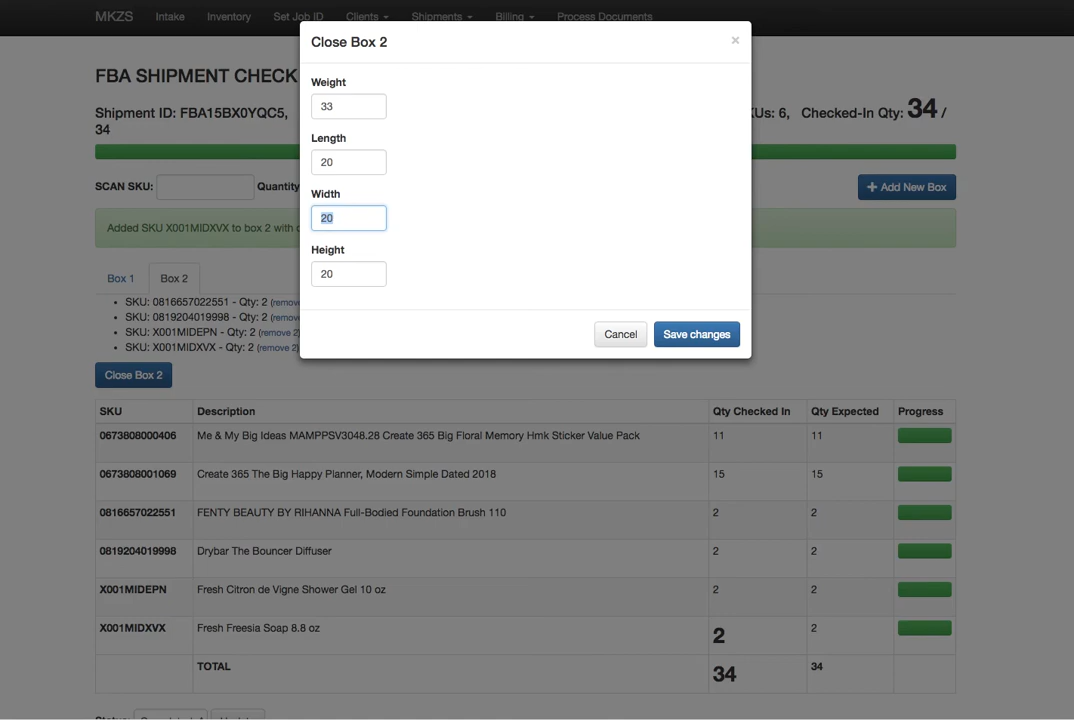 MKZS Intake Inventory Set Job ID Clients Shipments Billing Process Documents
Close Box 2 ×
FBA SHIPMENT CHECK
Weight
33
Shipment ID: FBA15BX0YQC5, KUs: 6, Checked-In Qty: 34 /
34
Length
20
SCAN SKU: Quantity + Add New Box
Width
20
Added SKU X001MIDXVX to box 2 with
Height
20
Box 1 Box 2
• SKU: 0816657022551 - Qty: 2 (remove
• SKU: 0819204019998 - Qty: 2 (remove
• SKU: X001MIDEPN - Qty: 2 (remove 2)
• SKU: X001MIDXVX - Qty: 2 (remove 2)
Cancel Save changes
Close Box 2
SKU Description Qty Checked In Qty Expected Progress
0673808000406 Me & My Big Ideas MAMPPSV3048.28 Create 365 Big Floral Memory Hmk Sticker Value Pack 11 11
0673808001069 Create 365 The Big Happy Planner, Modern Simple Dated 2018 15 15
0816657022551 FENTY BEAUTY BY RIHANNA Full-Bodied Foundation Brush 110 2 2
0819204019998 Drybar The Bouncer Diffuser 2 2
X001MIDEPN Fresh Citron de Vigne Shower Gel 10 oz 2 2
X001MIDXVX Fresh Freesia Soap 8.8 oz 2 2
TOTAL 34 34